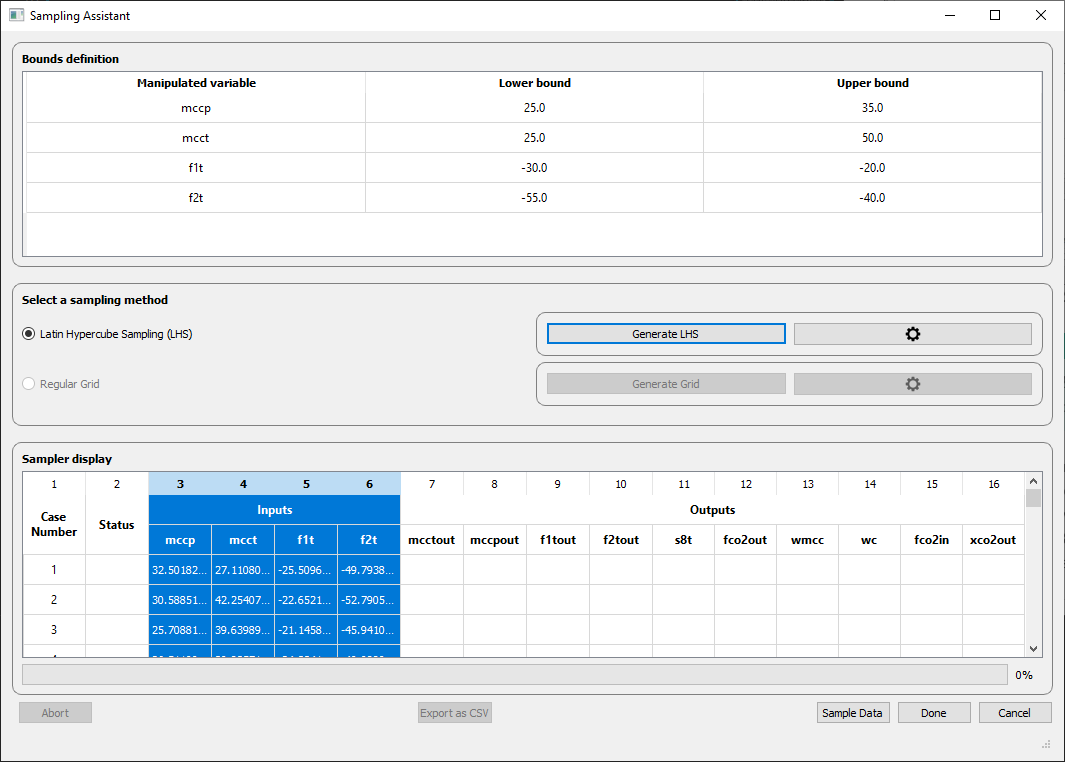 Sampling Assistant
Bounds definition
Manipulated variable Lower bound Upper bound
mccp 25.0 35.0
mcct 25.0 50.0
f1t -30.0 -20.0
f2t -55.0 -40.0
Select a sampling method
Latin Hypercube Sampling (LHS) Generate LHS
Regular Grid Generate Grid
Sampler display
1 2 3 4 5 6 7 8 9 10 11 12 13 14 15 16
Case Number Status Inputs Outputs
mccp mcct f1t f2t mcctout mccpout f1tout f2tout s8t fco2out wmcc wc fco2in xco2out
1 32.50182... 27.11080... -25.5096... -49.7938...
2 30.58851... 42.25407... -22.6521... -52.7905...
3 25.70881... 39.63989... -21.1458... -45.9410...
0%
Abort Export as CSV Sample Data Done Cancel